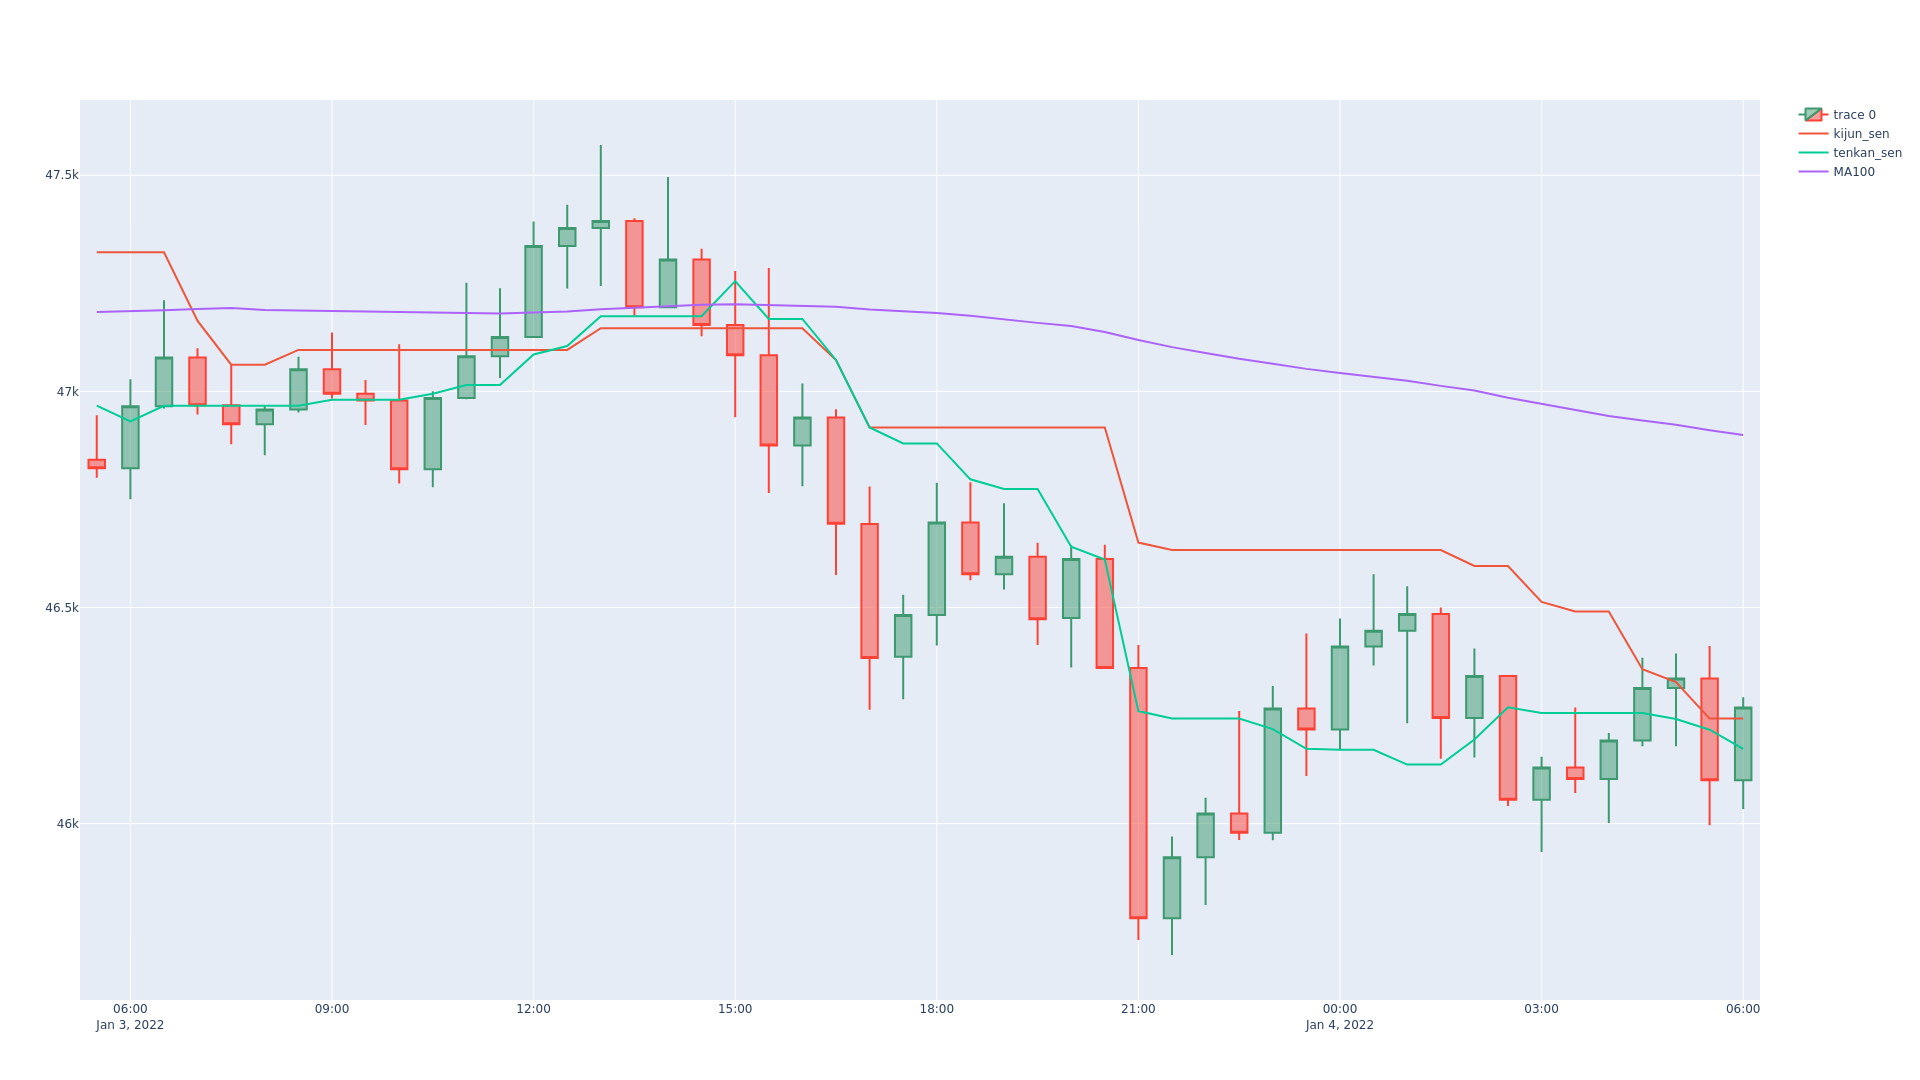 trace 0
kijun_sen
tenkan_sen
MA100
47.5k
47k
46.5k
46k
06:00 09:00 12:00 15:00 18:00 21:00 00:00 03:00 06:00
Jan 3, 2022 Jan 4, 2022